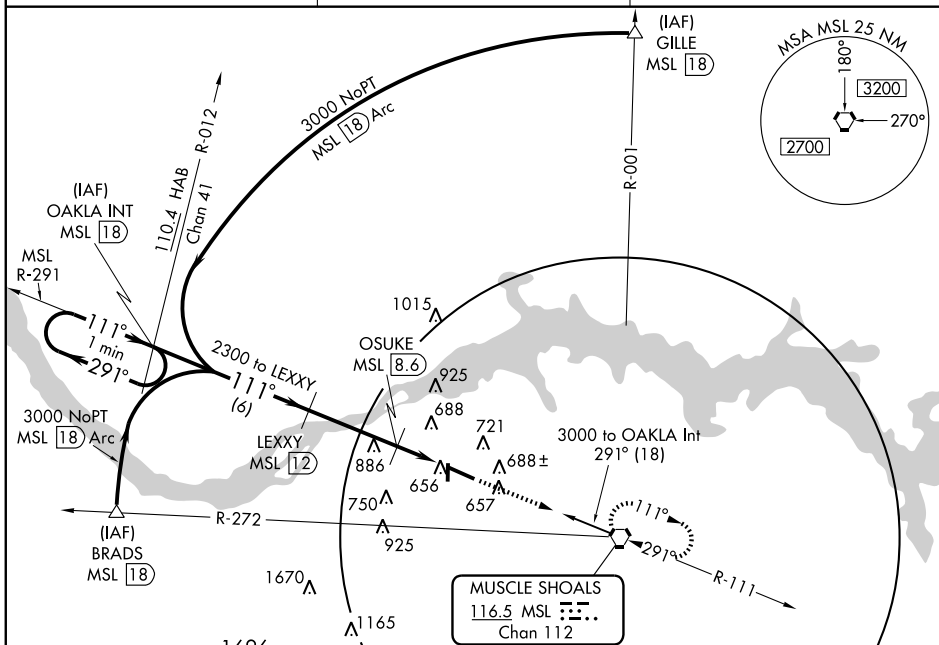 (IAF)
GILLE
MSL 18
MSA MSL 25 NM
180°
3200
270°
2700
3000 NoPT
MSL 18 Arc
R-012
110.4 HAB
Chan 41
R-001
(IAF)
OAKLA INT
MSL 18
MSL
R-291
111°
1 min
291°
2300 to LEXXY
111°
(6)
1015
OSUKE
MSL 8.6
925
688
721
3000 NoPT
MSL 18 Arc
LEXXY
MSL 12
886
656
688±
657
3000 to OAKLA Int
291° (18)
750
925
R-272
111°
291°
R-111
(IAF)
BRADS
MSL 18
1670
1165
MUSCLE SHOALS
116.5 MSL
Chan 112